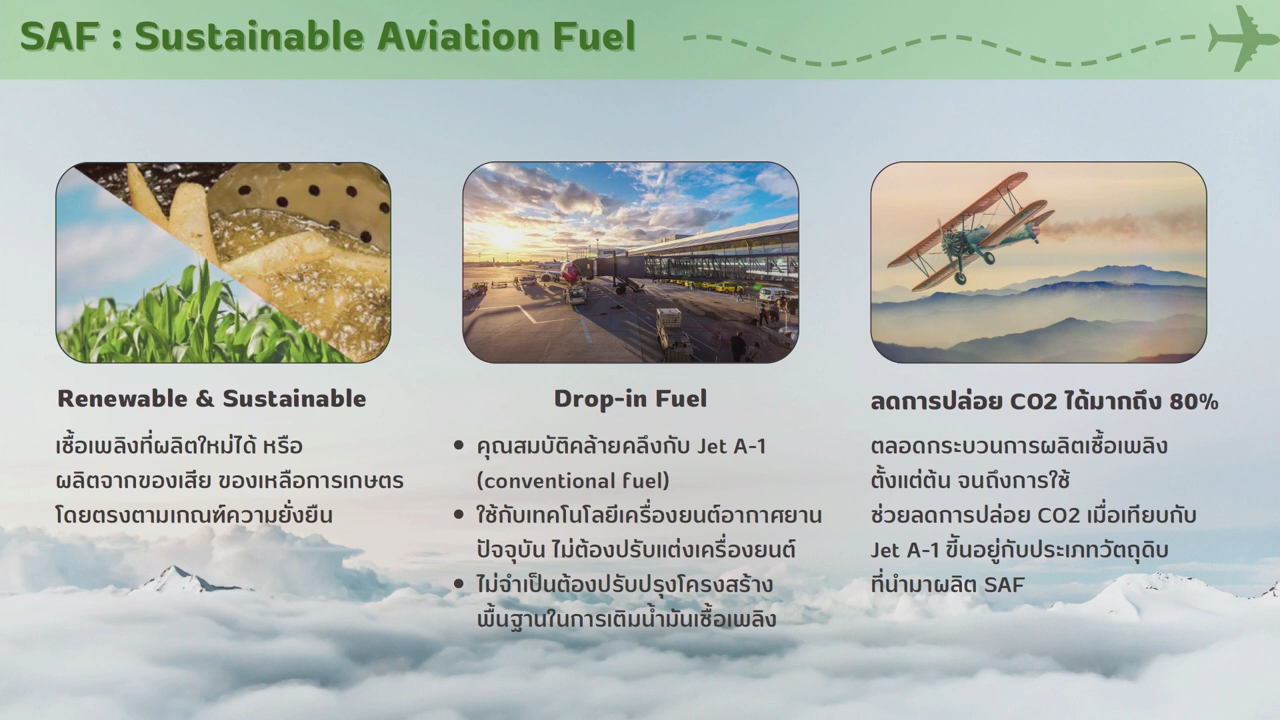 SAF : Sustainable Aviation Fuel
Renewable & Sustainable
เชื้อเพลิงที่ผลิตใหม่ได้ หรือ
ผลิตจากของเสีย ของเหลือการเกษตร
โดยตรงตามเกณฑ์ความยั่งยืน
Drop-in Fuel
• คุณสมบัติคล้ายคลึงกับ Jet A-1
(conventional fuel)
• ใช้กับเทคโนโลยีเครื่องยนต์อากาศยาน
ปัจจุบัน ไม่ต้องปรับแต่งเครื่องยนต์
• ไม่จำเป็นต้องปรับปรุงโครงสร้าง
พื้นฐานในการเติมน้ำมันเชื้อเพลิง
ลดการปล่อย CO2 ได้มากถึง 80%
ตลอดกระบวนการผลิตเชื้อเพลิง
ตั้งแต่ต้น จนถึงการใช้
ช่วยลดการปล่อย CO2 เมื่อเทียบกับ
Jet A-1 ขึ้นอยู่กับประเภทวัตถุดิบ
ที่นำมาผลิต SAF